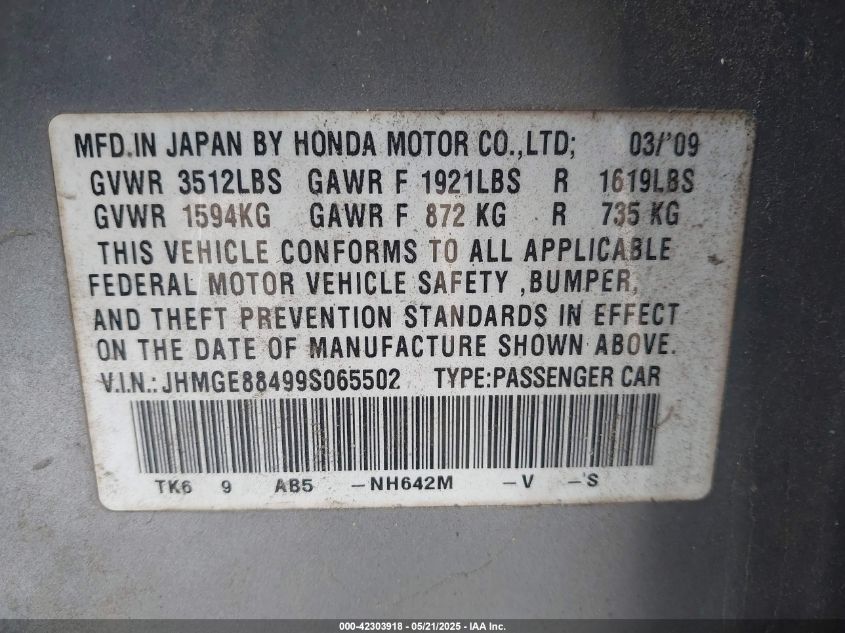 MFD.IN JAPAN BY HONDA MOTOR CO.,LTD; 03/'09
GVWR 3512LBS GAWR F 1921LBS R 1619LBS
GVWR 1594KG GAWR F 872 KG R 735 KG
THIS VEHICLE CONFORMS TO ALL APPLICABLE
FEDERAL MOTOR VEHICLE SAFETY ,BUMPER,
AND THEFT PREVENTION STANDARDS IN EFFECT
ON THE DATE OF MANUFACTURE SHOWN ABOVE.
V.I.N.: JHMGE88499S065502 TYPE:PASSENGER CAR
TK6 9 AB5 -NH642M -V -S
000-42303918 - 05/21/2025 - IAA Inc.